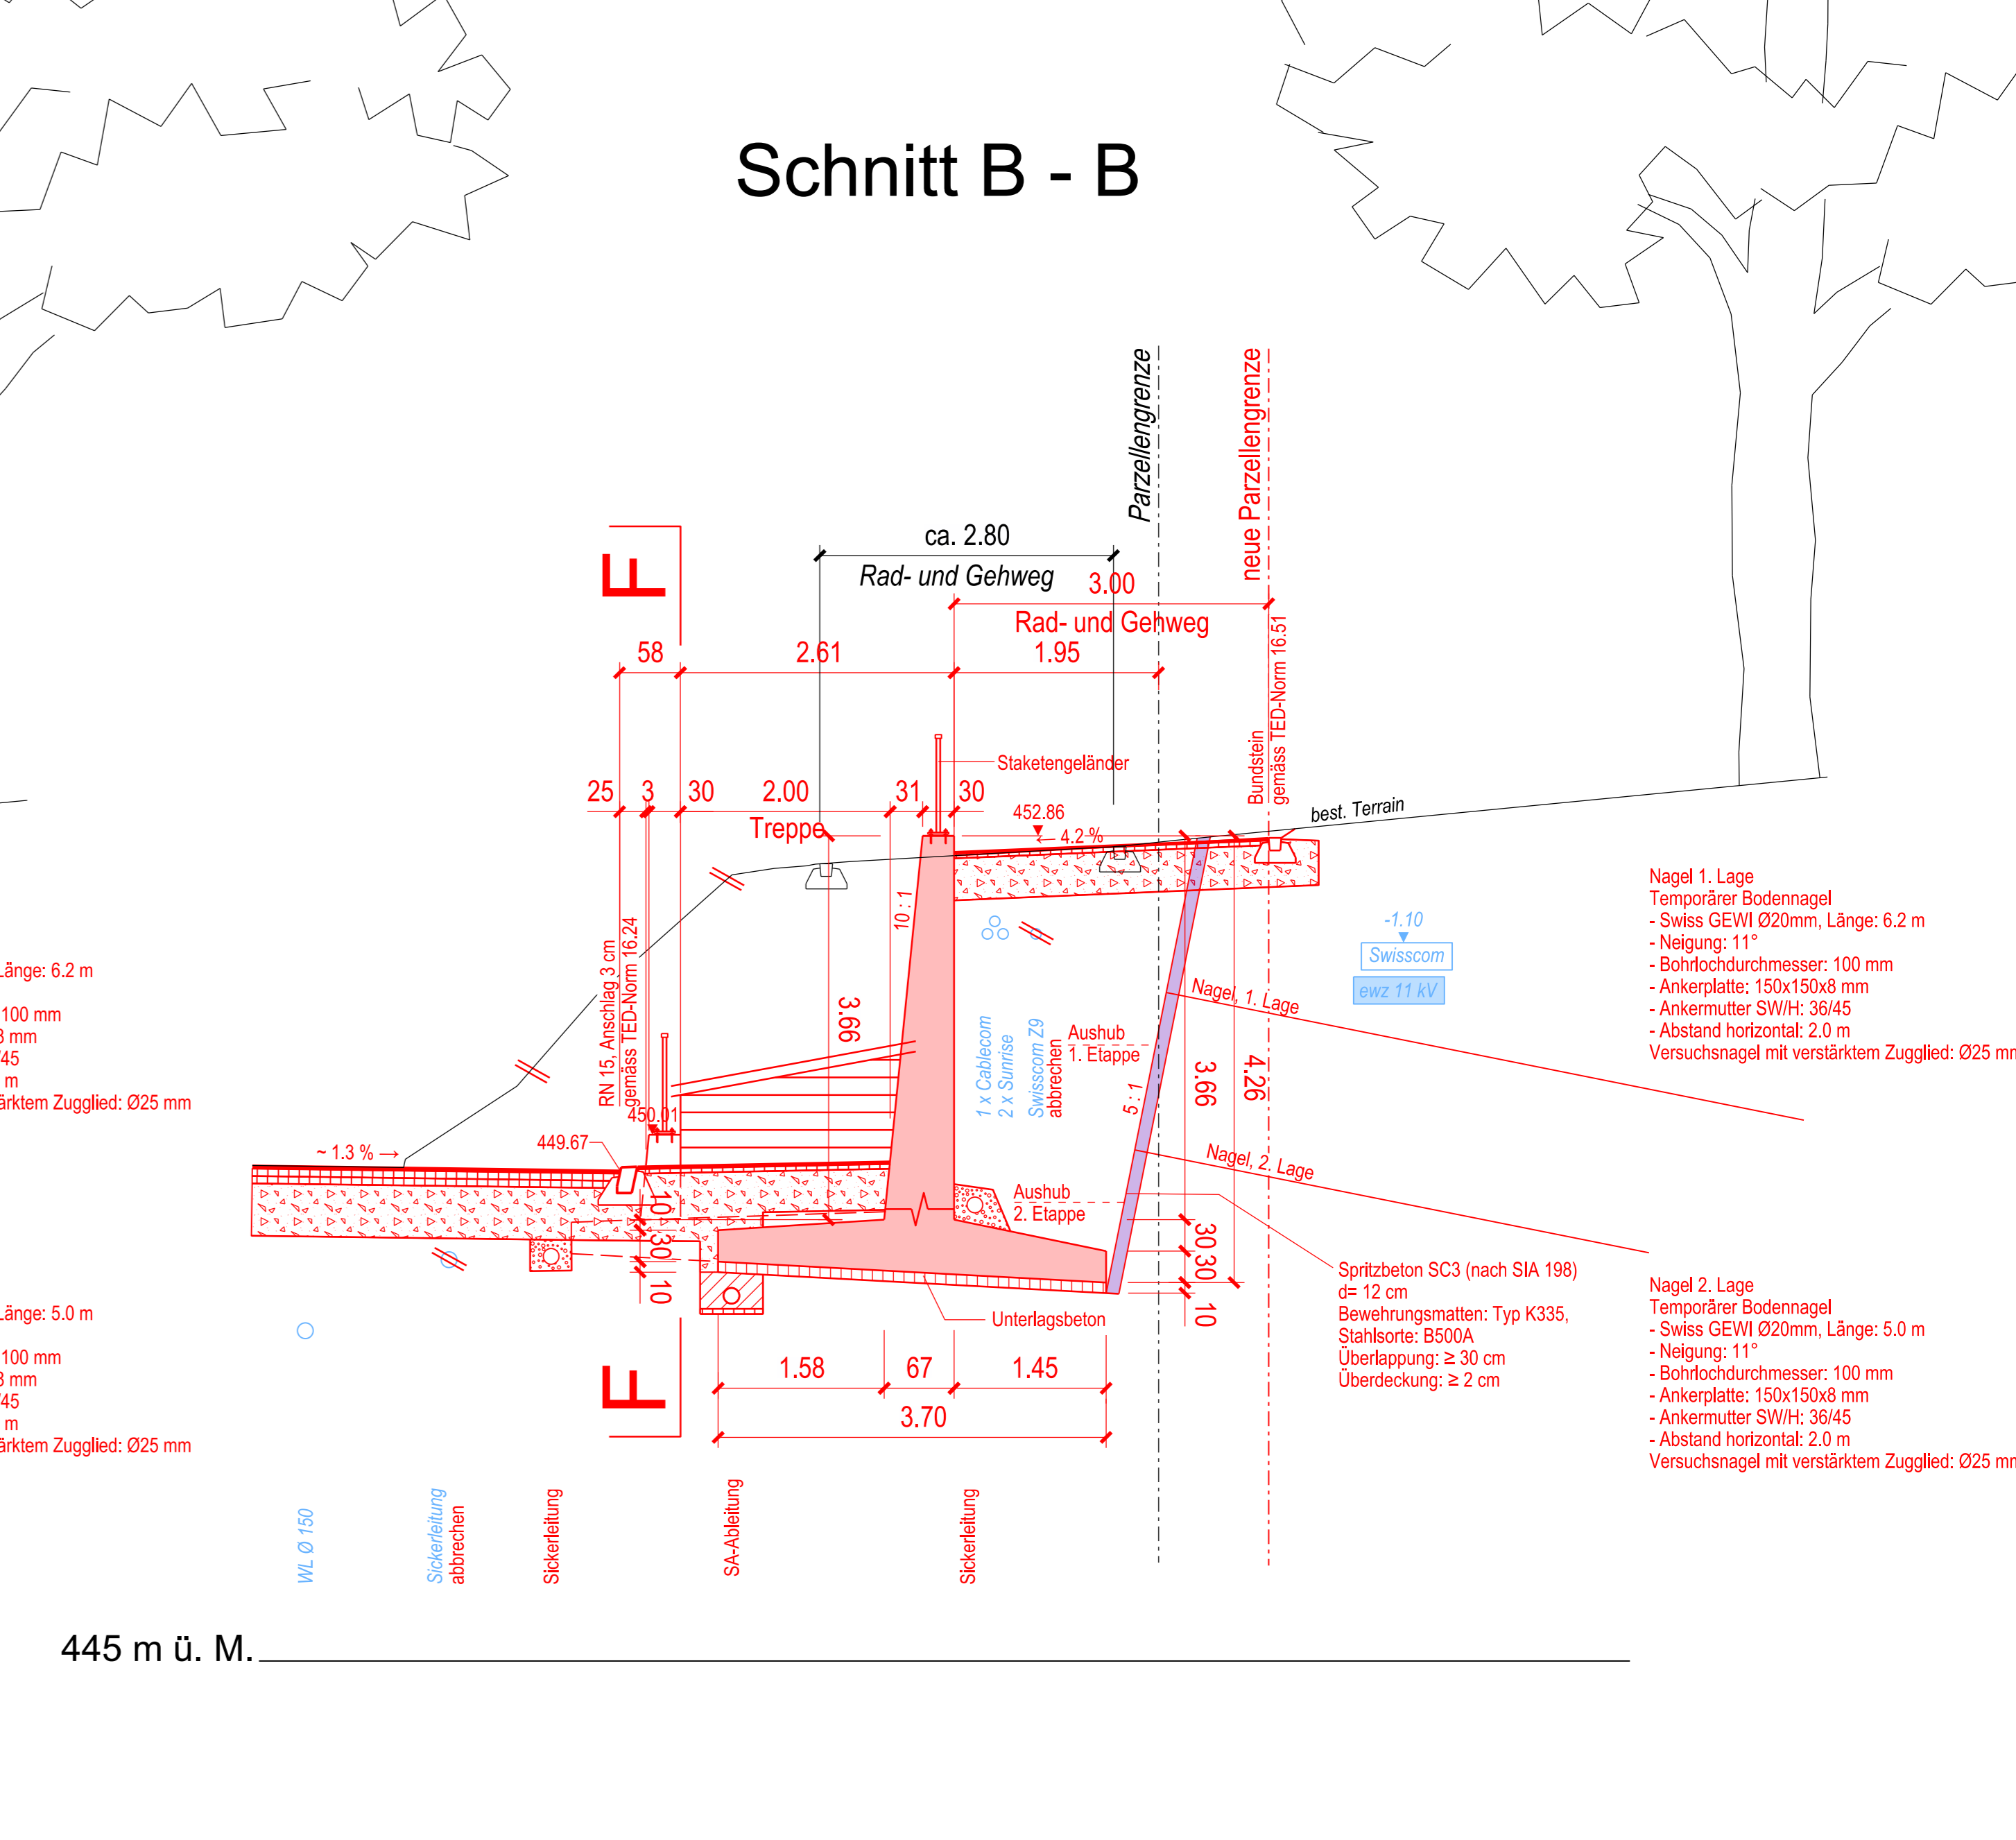 Schnitt B - B
Parzellengrenze
neue Parzellengrenze
F
ca. 2.80
Rad- und Gehweg
3.00
Rad- und Gehweg
58
2.61
1.95
Bundstein
gemäss TED-Norm 16.51
Staketengeländer
25
3
30
2.00
31
30
Treppe
452.86
← 4.2 %
best. Terrain
10 : 1
RN 15, Anschlag 3 cm
gemäss TED-Norm 16.24
3.66
-1.10
Swisscom
ewz 11 kV
Nagel 1. Lage
Temporärer Bodennagel
- Swiss GEWI Ø20mm, Länge: 6.2 m
- Neigung: 11°
- Bohrlochdurchmesser: 100 mm
- Ankerplatte: 150x150x8 mm
- Ankermutter SW/H: 36/45
- Abstand horizontal: 2.0 m
Versuchsnagel mit verstärktem Zugglied: Ø25 mm
Länge: 6.2 m
100 mm
8 mm
/45
m
ärktem Zugglied: Ø25 mm
Nagel, 1. Lage
1 x Cablecom
2 x Sunrise
Swisscom Z9
abbrechen
Aushub
1. Etappe
5 : 1
3.66
4.26
450.01
449.67
~ 1.3 % →
Nagel, 2. Lage
Aushub
2. Etappe
10
30
10
30
30
10
Spritzbeton SC3 (nach SIA 198)
d= 12 cm
Bewehrungsmatten: Typ K335,
Stahlsorte: B500A
Überlappung: ≥ 30 cm
Überdeckung: ≥ 2 cm
Unterlagsbeton
Nagel 2. Lage
Temporärer Bodennagel
- Swiss GEWI Ø20mm, Länge: 5.0 m
- Neigung: 11°
- Bohrlochdurchmesser: 100 mm
- Ankerplatte: 150x150x8 mm
- Ankermutter SW/H: 36/45
- Abstand horizontal: 2.0 m
Versuchsnagel mit verstärktem Zugglied: Ø25 mm
Länge: 5.0 m
100 mm
8 mm
/45
m
ärktem Zugglied: Ø25 mm
F
1.58
67
1.45
3.70
WL Ø 150
Sickerleitung
abbrechen
Sickerleitung
SA-Ableitung
Sickerleitung
445 m ü. M.